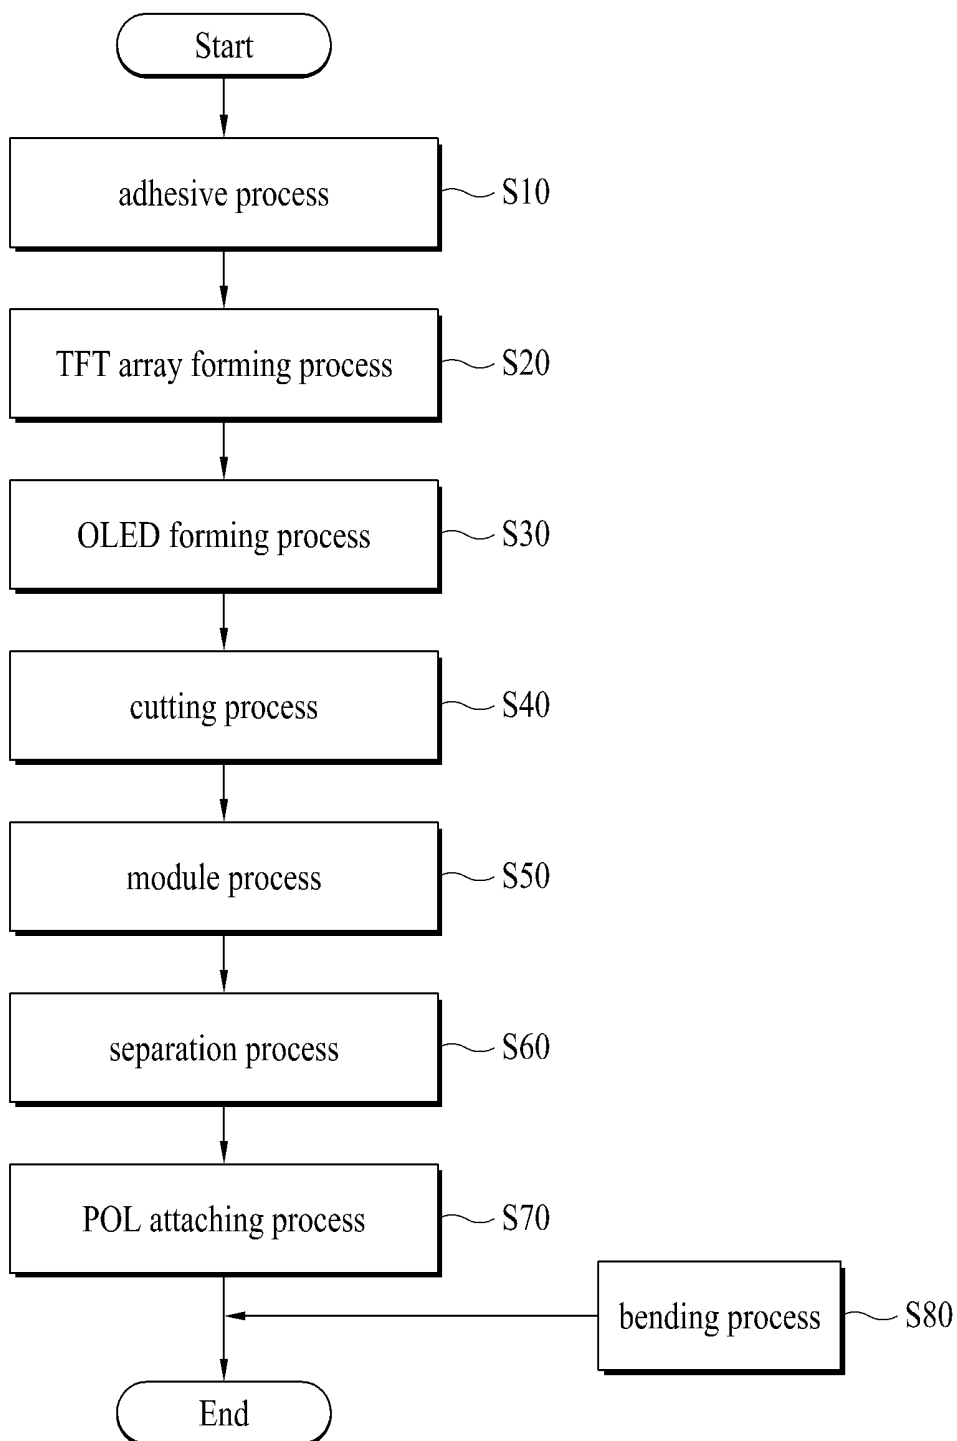 Start
adhesive process S10
TFT array forming process S20
OLED forming process S30
cutting process S40
module process S50
separation process S60
POL attaching process S70
bending process S80
End